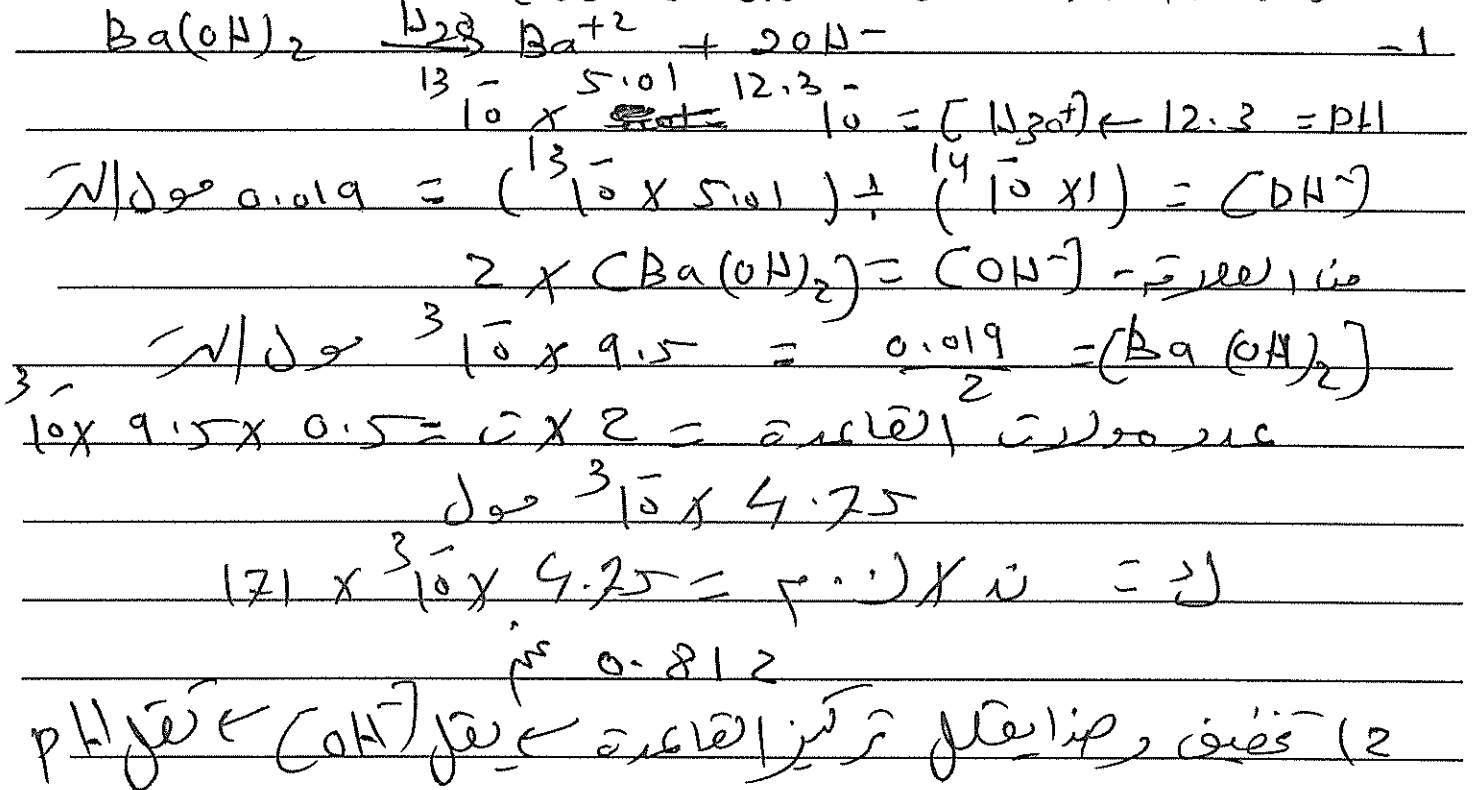 1- Ba(OH)₂ →(H₂O) Ba⁺² + 2OH⁻
pH = 12.3 ← [H₃O⁺] = 10⁻¹²·³ = 5.01 × 10⁻¹³
[OH⁻] = (1×10⁻¹⁴) ÷ (5.01 × 10⁻¹³) = 0.019 مول/لتر
من المعادلة - [OH⁻] = [Ba(OH)₂] × 2
[Ba(OH)₂] = 0.019 / 2 = 9.5 × 10⁻³ مول/لتر
عدد مولات القاعدة = 2 × ت = 0.5 × 9.5 × 10⁻³
4.75 × 10⁻³ مول
ك = ن × ك.م = 4.75 × 10⁻³ × 171
0.812 غم
2) تخفيف وهذا يقلل تركيز القاعدة ← يقل [OH⁻] ← تقل pH